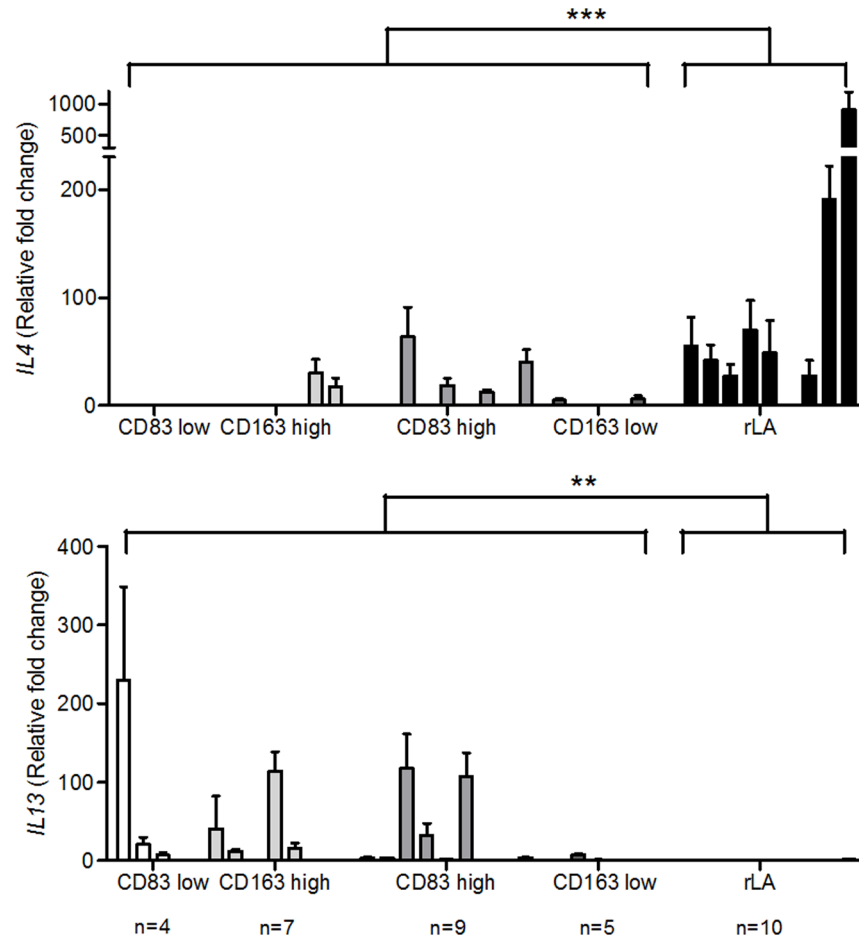 ***
1000
500
200
100
0
IL4 (Relative fold change)
CD83 low CD163 high CD83 high CD163 low rLA
**
400
300
200
100
0
IL13 (Relative fold change)
CD83 low CD163 high CD83 high CD163 low rLA
n=4 n=7 n=9 n=5 n=10